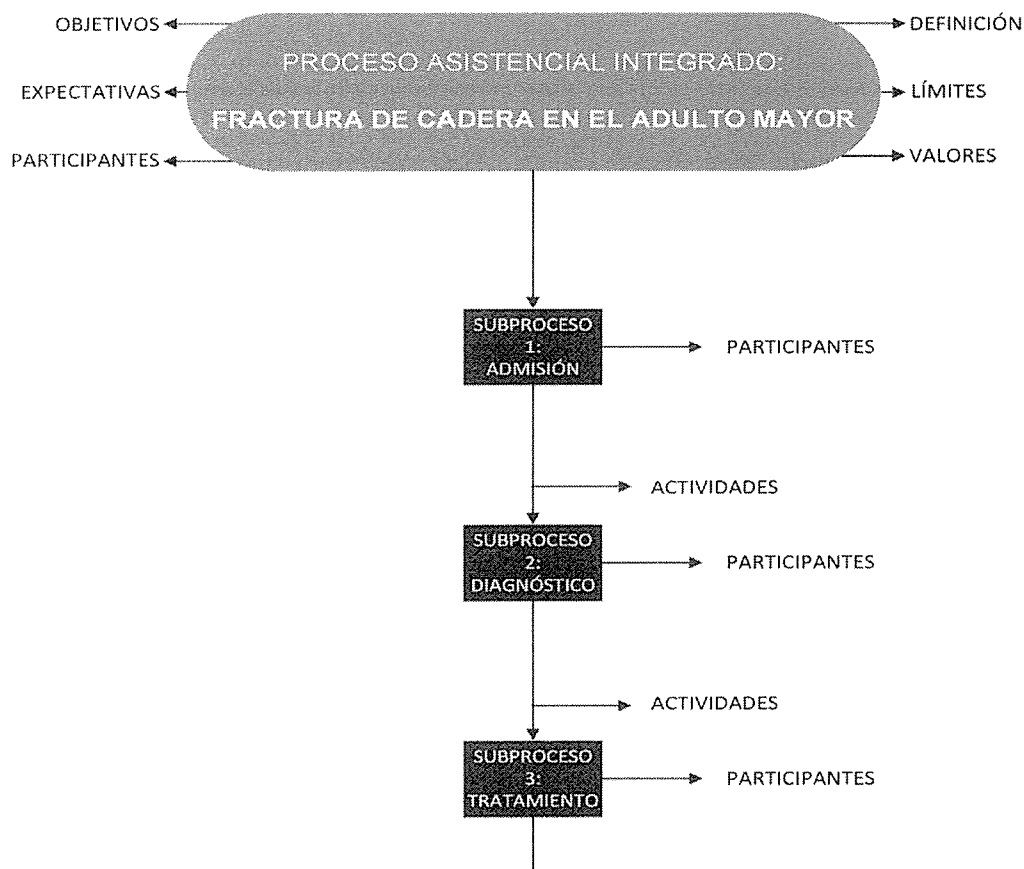 OBJETIVOS
DEFINICIÓN
PROCESO ASISTENCIAL INTEGRADO:
EXPECTATIVAS
LÍMITES
FRACTURA DE CADERA EN EL ADULTO MAYOR
PARTICIPANTES
VALORES
SUBPROCESO
1:
ADMISIÓN
PARTICIPANTES
ACTIVIDADES
SUBPROCESO
2:
DIAGNÓSTICO
PARTICIPANTES
ACTIVIDADES
SUBPROCESO
3:
TRATAMIENTO
PARTICIPANTES